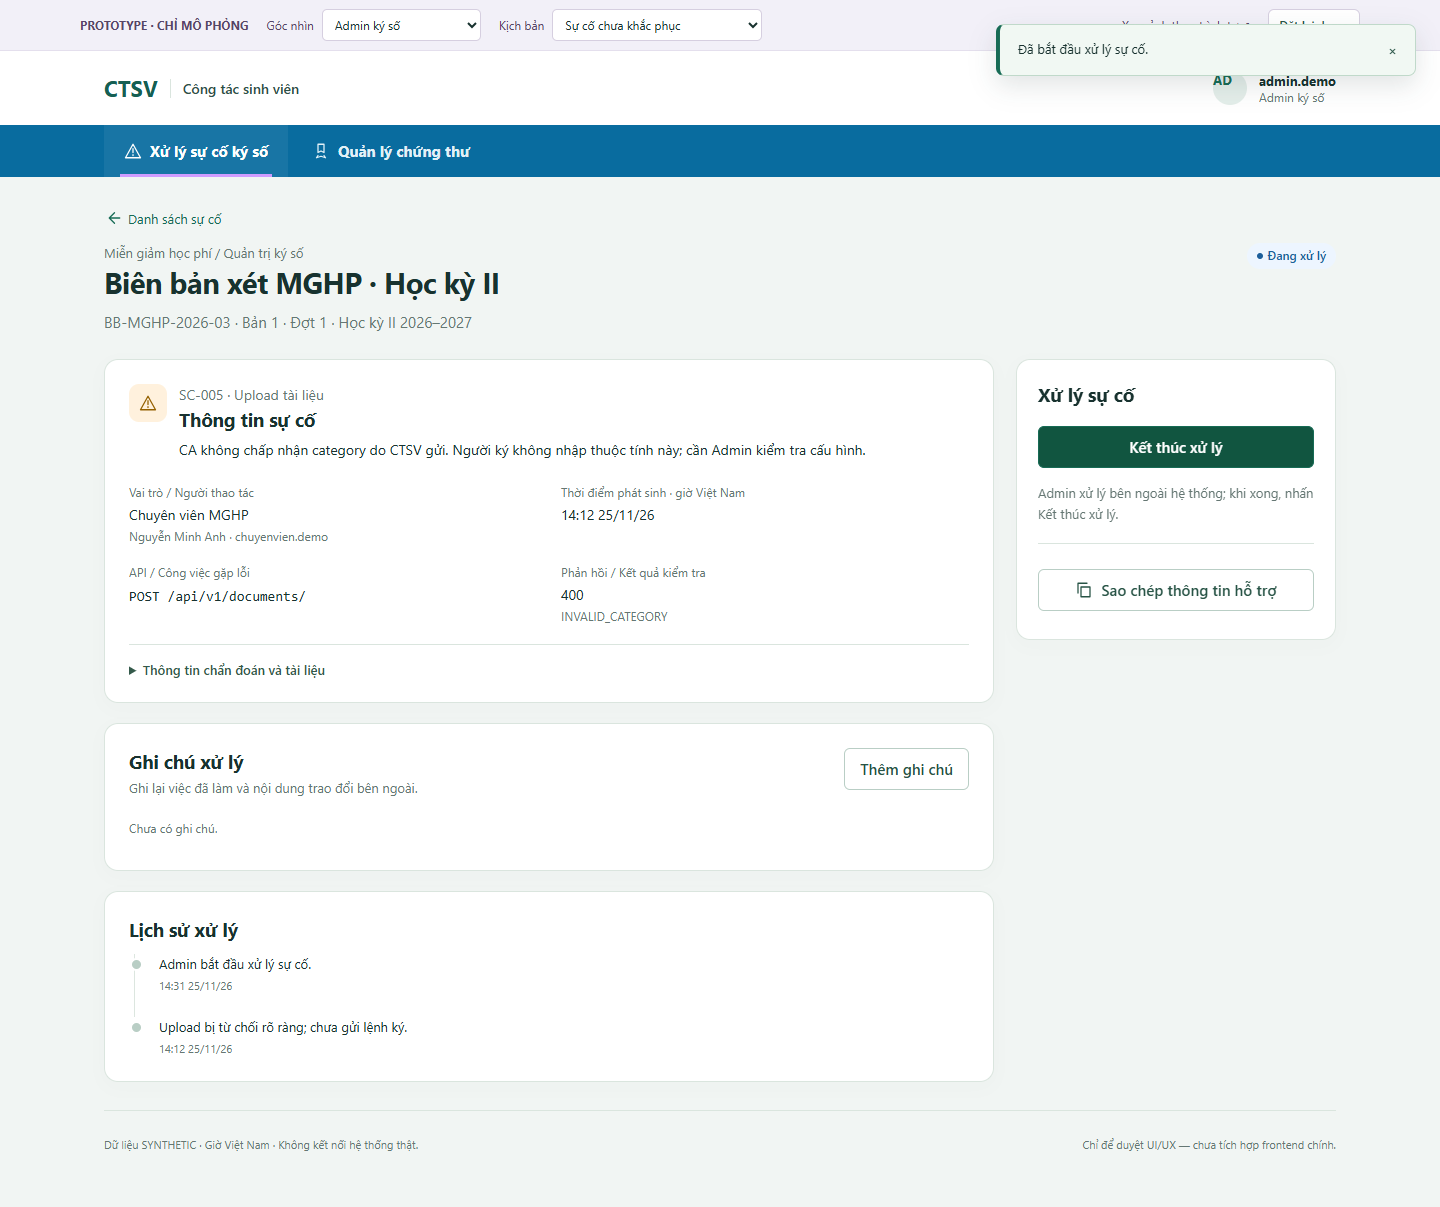 PROTOTYPE · CHỈ MÔ PHỎNG
Góc nhìn
Admin ký số
Kịch bản
Sự cố chưa khắc phục
Đã bắt đầu xử lý sự cố.
×
CTSV
Công tác sinh viên
AD
admin.demo
Admin ký số
Xử lý sự cố ký số
Quản lý chứng thư
Danh sách sự cố
Miễn giảm học phí / Quản trị ký số
Đang xử lý
Biên bản xét MGHP · Học kỳ II
BB-MGHP-2026-03 · Bản 1 · Đợt 1 · Học kỳ II 2026–2027
SC-005 · Upload tài liệu
Thông tin sự cố
CA không chấp nhận category do CTSV gửi. Người ký không nhập thuộc tính này; cần Admin kiểm tra cấu hình.
Vai trò / Người thao tác
Chuyên viên MGHP
Nguyễn Minh Anh · chuyenvien.demo
Thời điểm phát sinh · giờ Việt Nam
14:12 25/11/26
API / Công việc gặp lỗi
POST /api/v1/documents/
Phản hồi / Kết quả kiểm tra
400
INVALID_CATEGORY
Thông tin chẩn đoán và tài liệu
Xử lý sự cố
Kết thúc xử lý
Admin xử lý bên ngoài hệ thống; khi xong, nhấn
Kết thúc xử lý.
Sao chép thông tin hỗ trợ
Ghi chú xử lý
Ghi lại việc đã làm và nội dung trao đổi bên ngoài.
Thêm ghi chú
Chưa có ghi chú.
Lịch sử xử lý
Admin bắt đầu xử lý sự cố.
14:31 25/11/26
Upload bị từ chối rõ ràng; chưa gửi lệnh ký.
14:12 25/11/26
Dữ liệu SYNTHETIC · Giờ Việt Nam · Không kết nối hệ thống thật.
Chỉ để duyệt UI/UX — chưa tích hợp frontend chính.